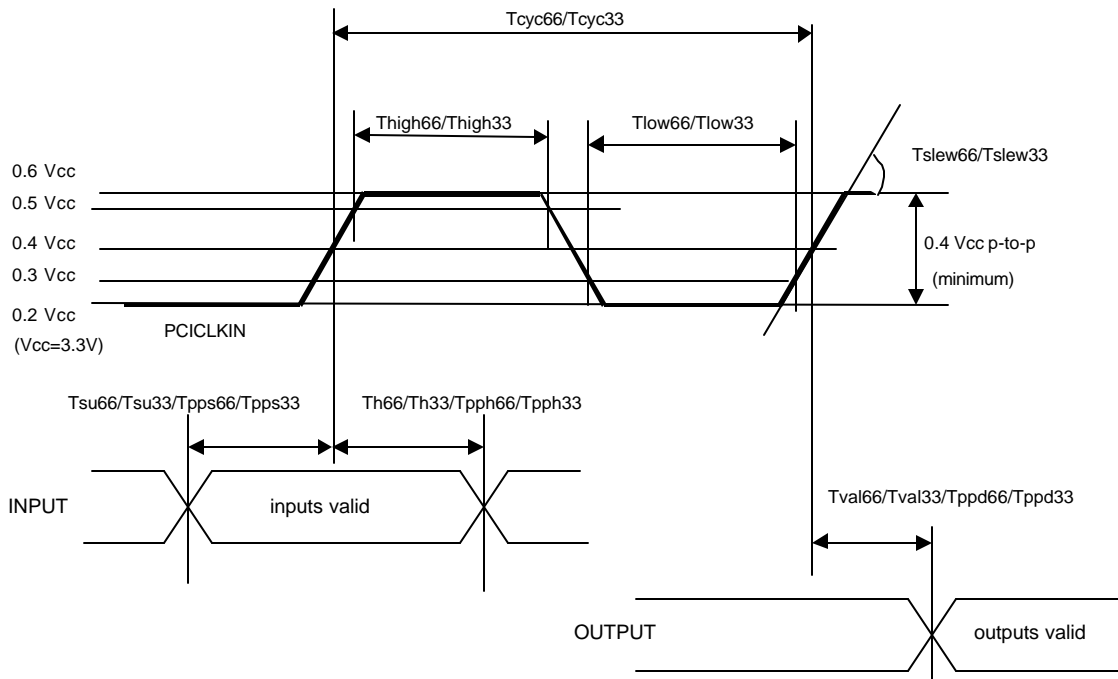 Tcyc66/Tcyc33
Thigh66/Thigh33
Tlow66/Tlow33
Tslew66/Tslew33
0.6 Vcc
0.5 Vcc
0.4 Vcc
0.4 Vcc p-to-p
0.3 Vcc
(minimum)
0.2 Vcc
(Vcc=3.3V)
PCICLKIN
Tsu66/Tsu33/Tpps66/Tpps33
Th66/Th33/Tpph66/Tpph33
INPUT
inputs valid
Tval66/Tval33/Tppd66/Tppd33
OUTPUT
outputs valid